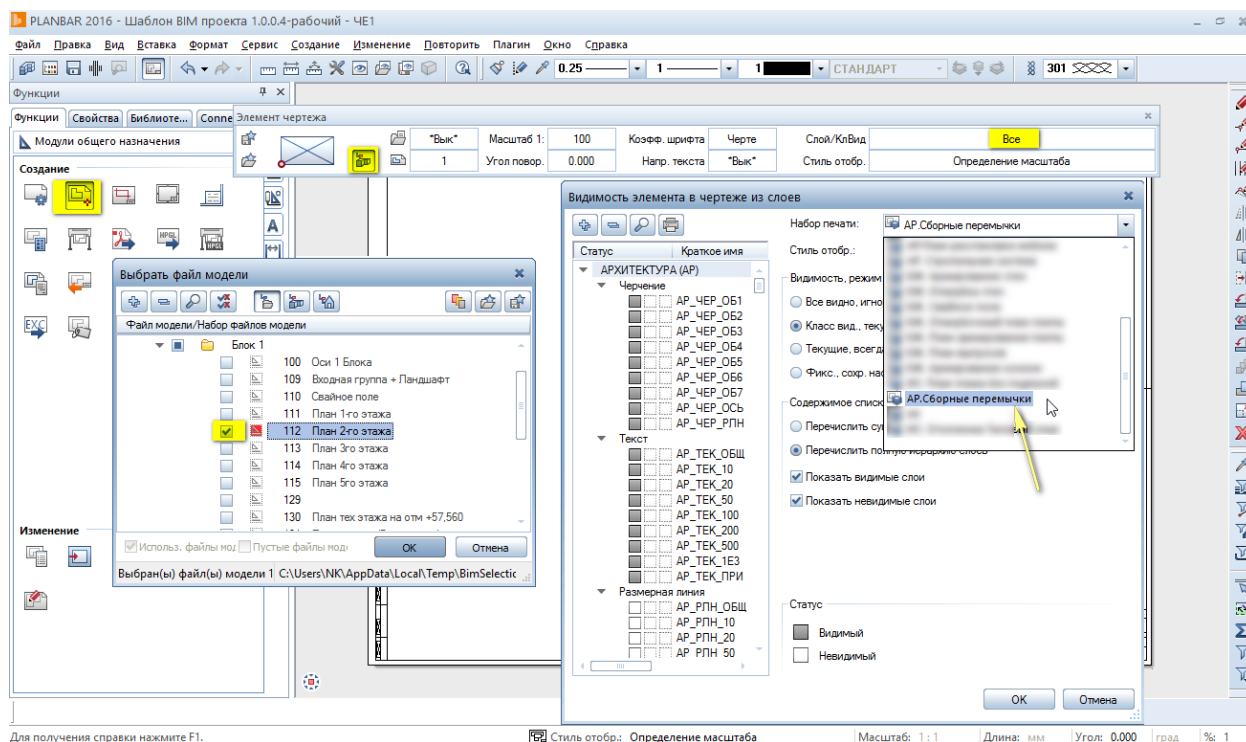 PLANBAR 2016 - Шаблон BIM проекта 1.0.0.4-рабочий - ЧЕ1
Файл Правка Вид Вставка Формат Сервис Создание Изменение Повторить Плагин Окно Справка
0.25 1 1 СТАНДАРТ 301
Функции
Функции Свойства Библиоте... Conne
Модули общего назначения
Создание
Изменение
Элемент чертежа
*Вык* Масштаб 1: 100 Коэфф. шрифта Черте Слой/КлВид Все
1 Угол повор. 0.000 Напр. текста *Вык* Стиль отобр. Определение масштаба
Выбрать файл модели
Файл модели/Набор файлов модели
Блок 1
100 Оси 1 Блока
109 Входная группа + Ландшафт
110 Свайное поле
111 План 1-го этажа
112 План 2-го этажа
113 План 3го этажа
114 План 4го этажа
115 План 5го этажа
129
130 План тех этажа на отм +57,560
Использ. файлы мод Пустые файлы мод ОК Отмена
Выбран(ы) файл(ы) модели 1 C:\Users\NK\AppData\Local\Temp\BimSelectic
Видимость элемента в чертеже из слоев
Набор печати: АР.Сборные перемычки
Статус Краткое имя
Стиль отобр.:
АРХИТЕКТУРА (АР)
Черчение
АР_ЧЕР_ОБ1
АР_ЧЕР_ОБ2
АР_ЧЕР_ОБ3
АР_ЧЕР_ОБ4
АР_ЧЕР_ОБ5
АР_ЧЕР_ОБ6
АР_ЧЕР_ОБ7
АР_ЧЕР_ОСЬ
АР_ЧЕР_РЛН
Текст
АР_ТЕК_ОБЩ
АР_ТЕК_10
АР_ТЕК_20
АР_ТЕК_50
АР_ТЕК_100
АР_ТЕК_200
АР_ТЕК_500
АР_ТЕК_1Е3
АР_ТЕК_ПРИ
Размерная линия
АР_РЛН_ОБЩ
АР_РЛН_10
АР_РЛН_20
АР_РЛН_50
Видимость, режим
Все видно, игно
Класс вид., теку
Текущие, всегд
Фикс., сохр. нас
АР.Сборные перемычки
Содержимое списк
Перечислить су
Перечислить полную иерархию слоев
Показать видимые слои
Показать невидимые слои
Статус
Видимый
Невидимый
ОК Отмена
Для получения справки нажмите F1. Стиль отобр.: Определение масштаба Масштаб: 1 : 1 Длина: мм Угол: 0.000 град %: 1